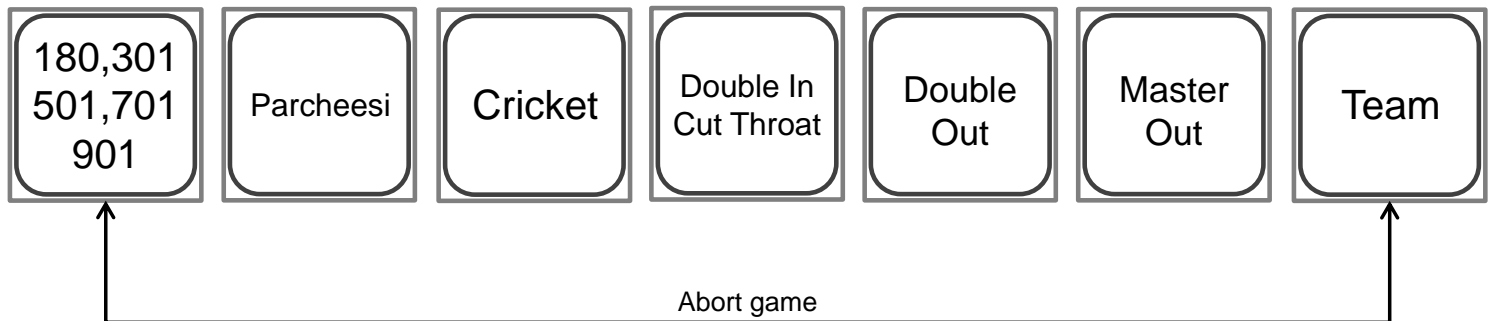 180,301
501,701
901
Parcheesi
Cricket
Double In
Cut Throat
Double
Out
Master
Out
Team
Abort game